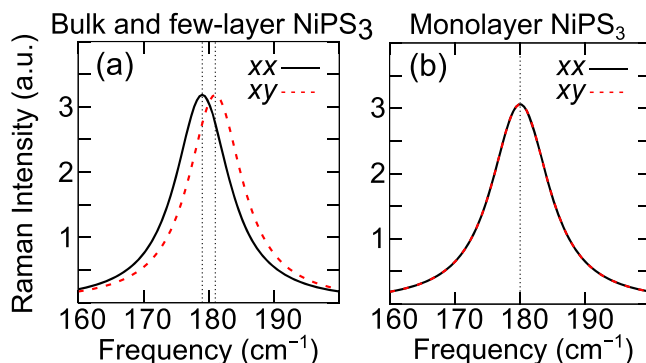 Bulk and few-layer NiPS₃
Monolayer NiPS₃
Raman Intensity (a.u.)
(a)
xx
xy
3
2
1
160 170 180 190
Frequency (cm⁻¹)
(b)
xx
xy
3
2
1
160 170 180 190
Frequency (cm⁻¹)